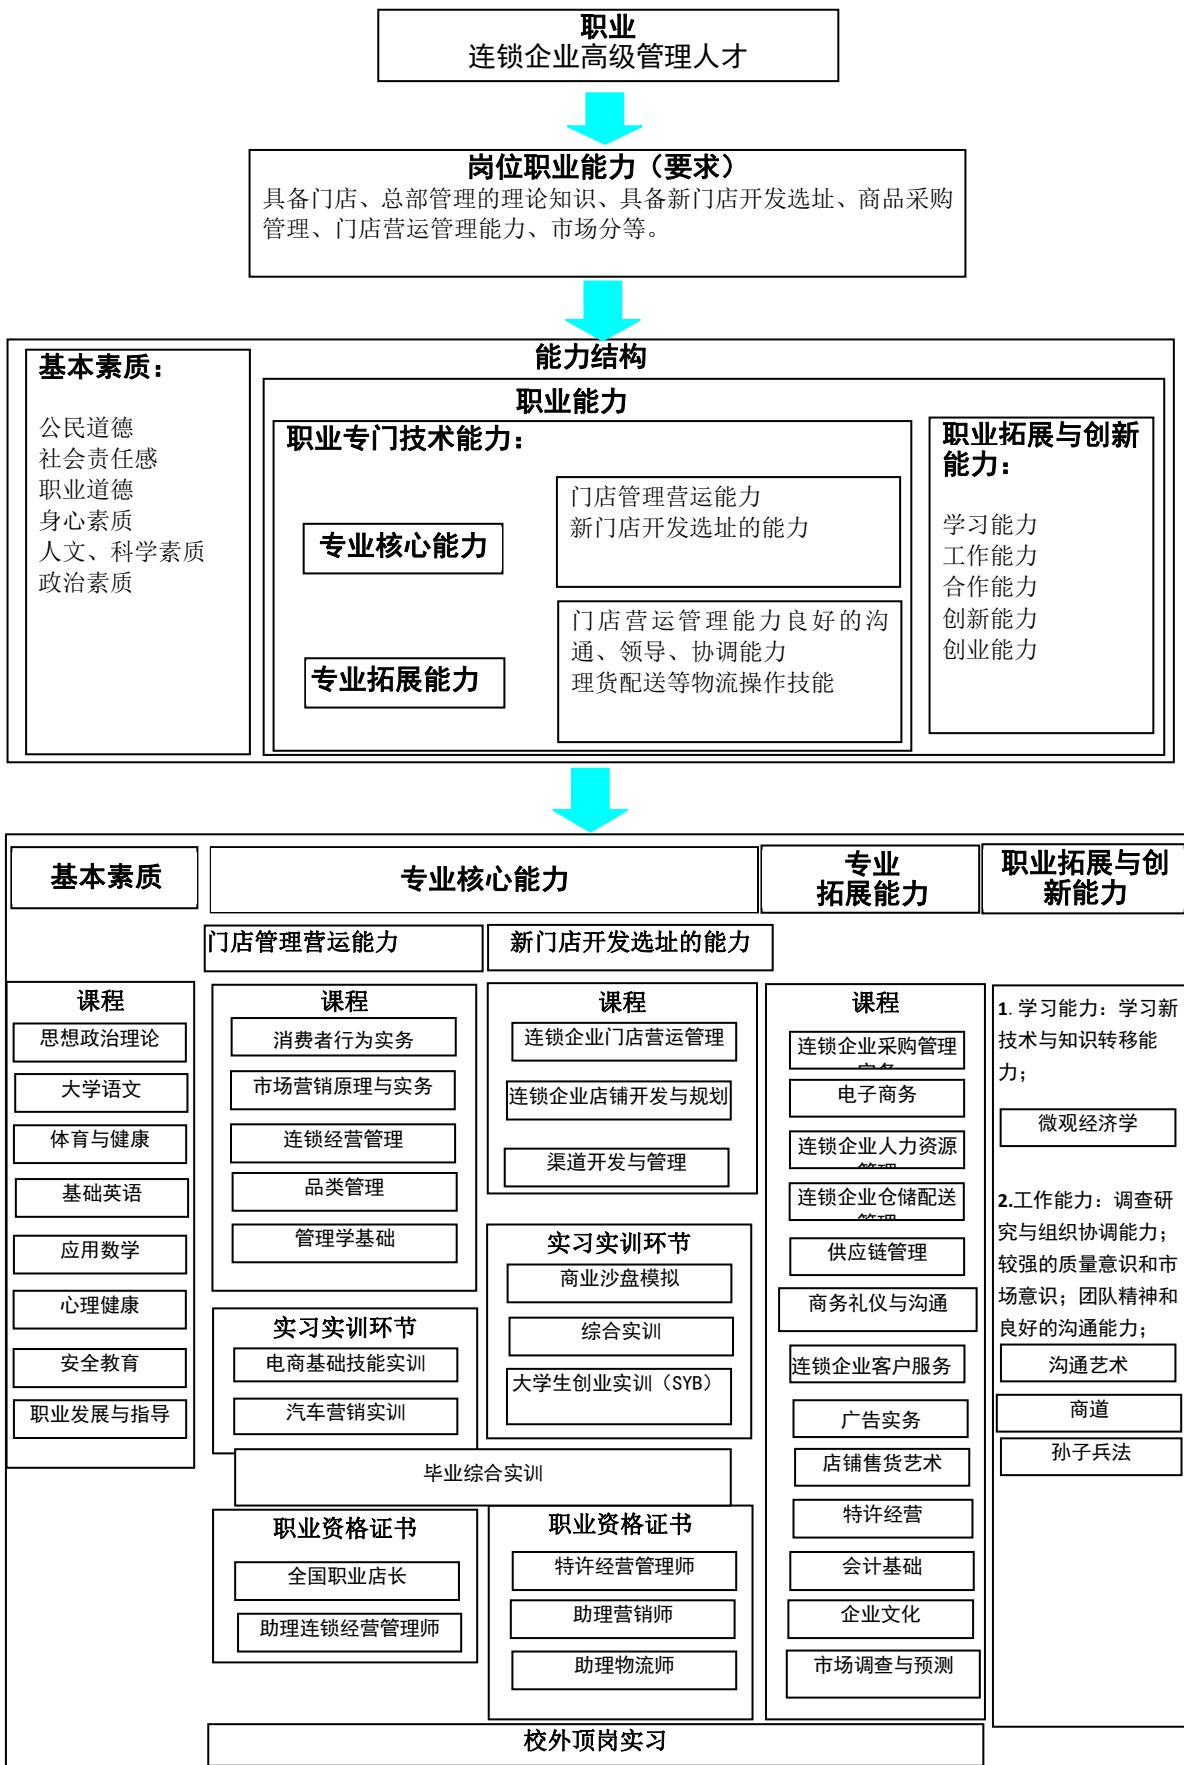 职业
连锁企业高级管理人才
岗位职业能力（要求）
具备门店、总部管理的理论知识、具备新门店开发选址、商品采购
管理、门店营运管理能力、市场分等。
能力结构
基本素质：
公民道德
社会责任感
职业道德
身心素质
人文、科学素质
政治素质
职业能力
职业专门技术能力：
专业核心能力
门店管理营运能力
新门店开发选址的能力
专业拓展能力
门店营运管理能力良好的沟
通、领导、协调能力
理货配送等物流操作技能
职业拓展与创新
能力：
学习能力
工作能力
合作能力
创新能力
创业能力
基本素质
专业核心能力
专业
拓展能力
职业拓展与创
新能力
门店管理营运能力
新门店开发选址的能力
课程
思想政治理论
大学语文
体育与健康
基础英语
应用数学
心理健康
安全教育
职业发展与指导
课程
消费者行为实务
市场营销原理与实务
连锁经营管理
品类管理
管理学基础
实习实训环节
电商基础技能实训
汽车营销实训
课程
连锁企业门店营运管理
连锁企业店铺开发与规划
渠道开发与管理
实习实训环节
商业沙盘模拟
综合实训
大学生创业实训（SYB）
毕业综合实训
职业资格证书
全国职业店长
助理连锁经营管理师
职业资格证书
特许经营管理师
助理营销师
助理物流师
课程
连锁企业采购管理
电子商务
连锁企业人力资源
连锁企业仓储配送
供应链管理
商务礼仪与沟通
连锁企业客户服务
广告实务
店铺售货艺术
特许经营
会计基础
企业文化
市场调查与预测
1. 学习能力：学习新
技术与知识转移能
力；
微观经济学
2.工作能力：调查研
究与组织协调能力；
较强的质量意识和市
场意识；团队精神和
良好的沟通能力；
沟通艺术
商道
孙子兵法
校外顶岗实习